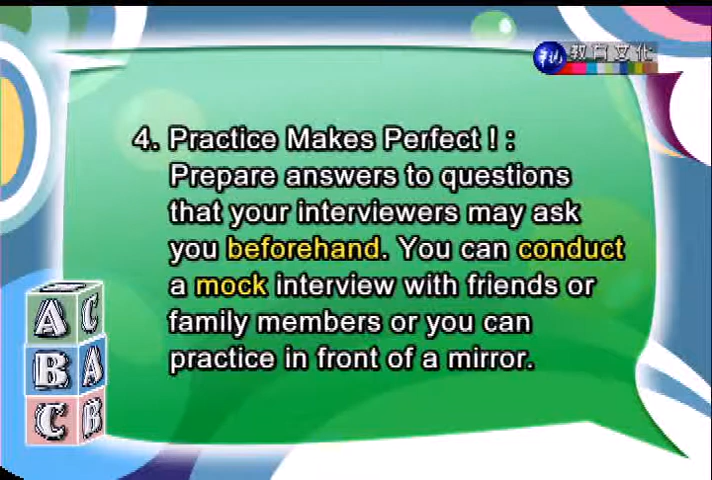 教育文化
4. Practice Makes Perfect ! :
Prepare answers to questions
that your interviewers may ask
you beforehand. You can conduct
a mock interview with friends or
family members or you can
practice in front of a mirror.
A C
B A
C B